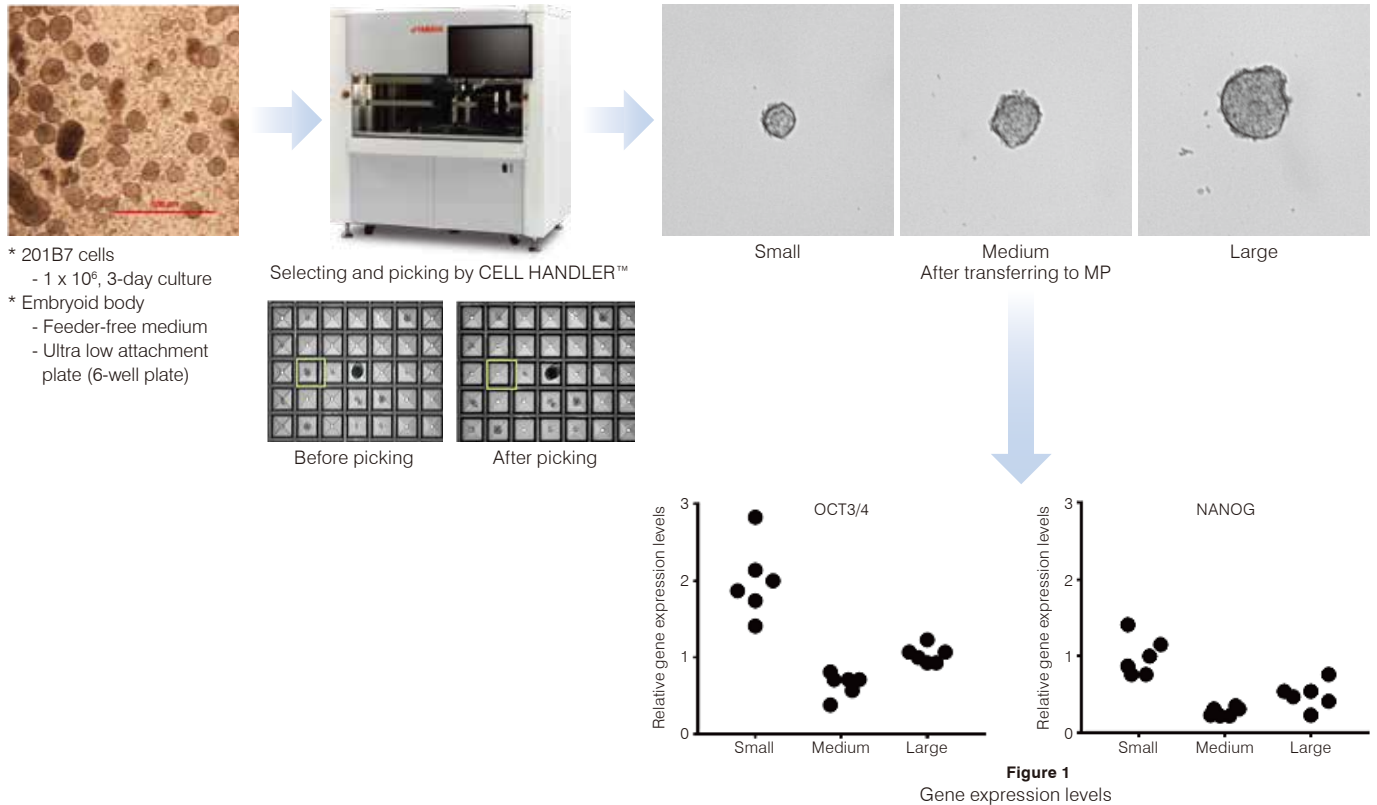 YAMAHA
* 201B7 cells
- 1 x 10⁶, 3-day culture
* Embryoid body
- Feeder-free medium
- Ultra low attachment
plate (6-well plate)
Selecting and picking by CELL HANDLER™
Before picking
After picking
Small
Medium
Large
After transferring to MP
OCT3/4
Relative gene expression levels
3
2
1
0
Small
Medium
Large
NANOG
Relative gene expression levels
3
2
1
0
Small
Medium
Large
Figure 1
Gene expression levels